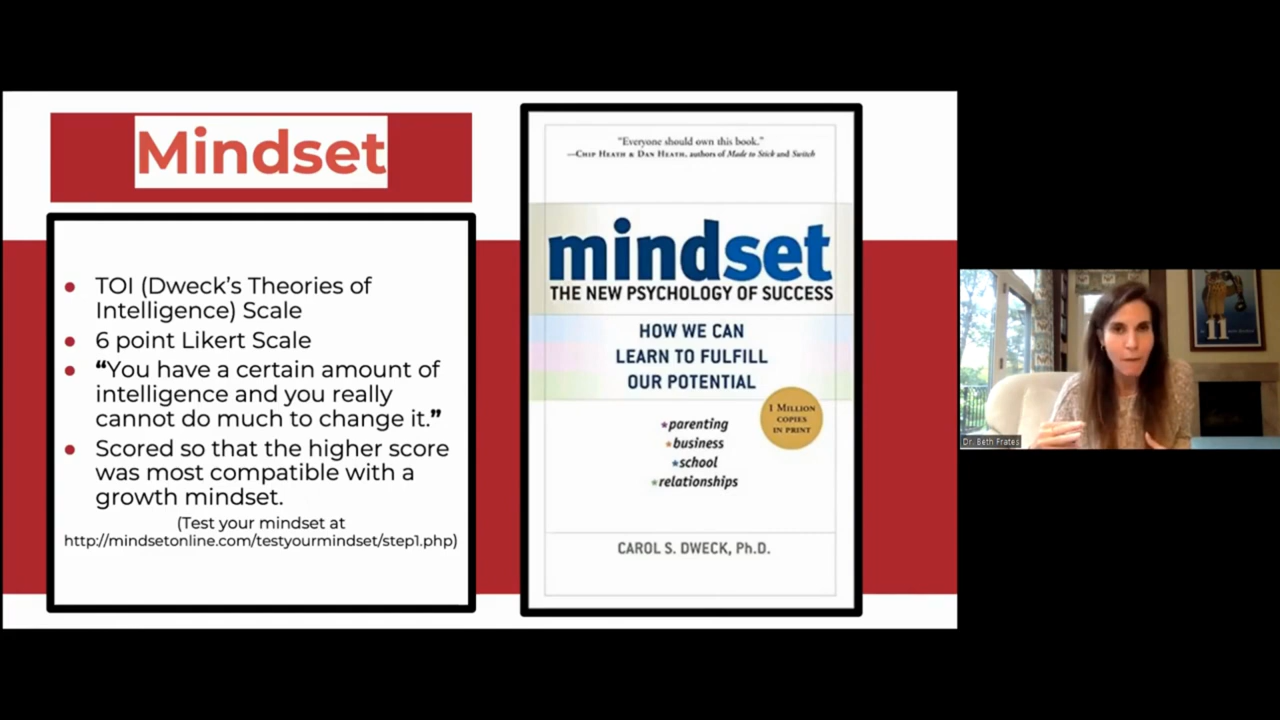 Mindset
• TOI (Dweck's Theories of
Intelligence) Scale
• 6 point Likert Scale
• “You have a certain amount of
intelligence and you really
cannot do much to change it.”
• Scored so that the higher score
was most compatible with a
growth mindset.
(Test your mindset at
http://mindsetonline.com/testyourmindset/step1.php)
"Everyone should own this book."
—CHIP HEATH & DAN HEATH, authors of Made to Stick and Switch
mindset
THE NEW PSYCHOLOGY OF SUCCESS
HOW WE CAN
LEARN TO FULFILL
OUR POTENTIAL
1 MILLION
COPIES
IN PRINT
*parenting
*business
*school
*relationships
CAROL S. DWECK, Ph.D.
11
Dr. Beth Frates